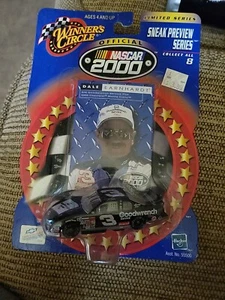 AGES 4 AND UP
LIMITED SERIES
WINNER'S
CIRCLE
SNEAK PREVIEW
SERIES
COLLECT ALL
8
OFFICIAL
NASCAR
2000
DALE EARNHARDT
Goodwrench
3
Hasbro